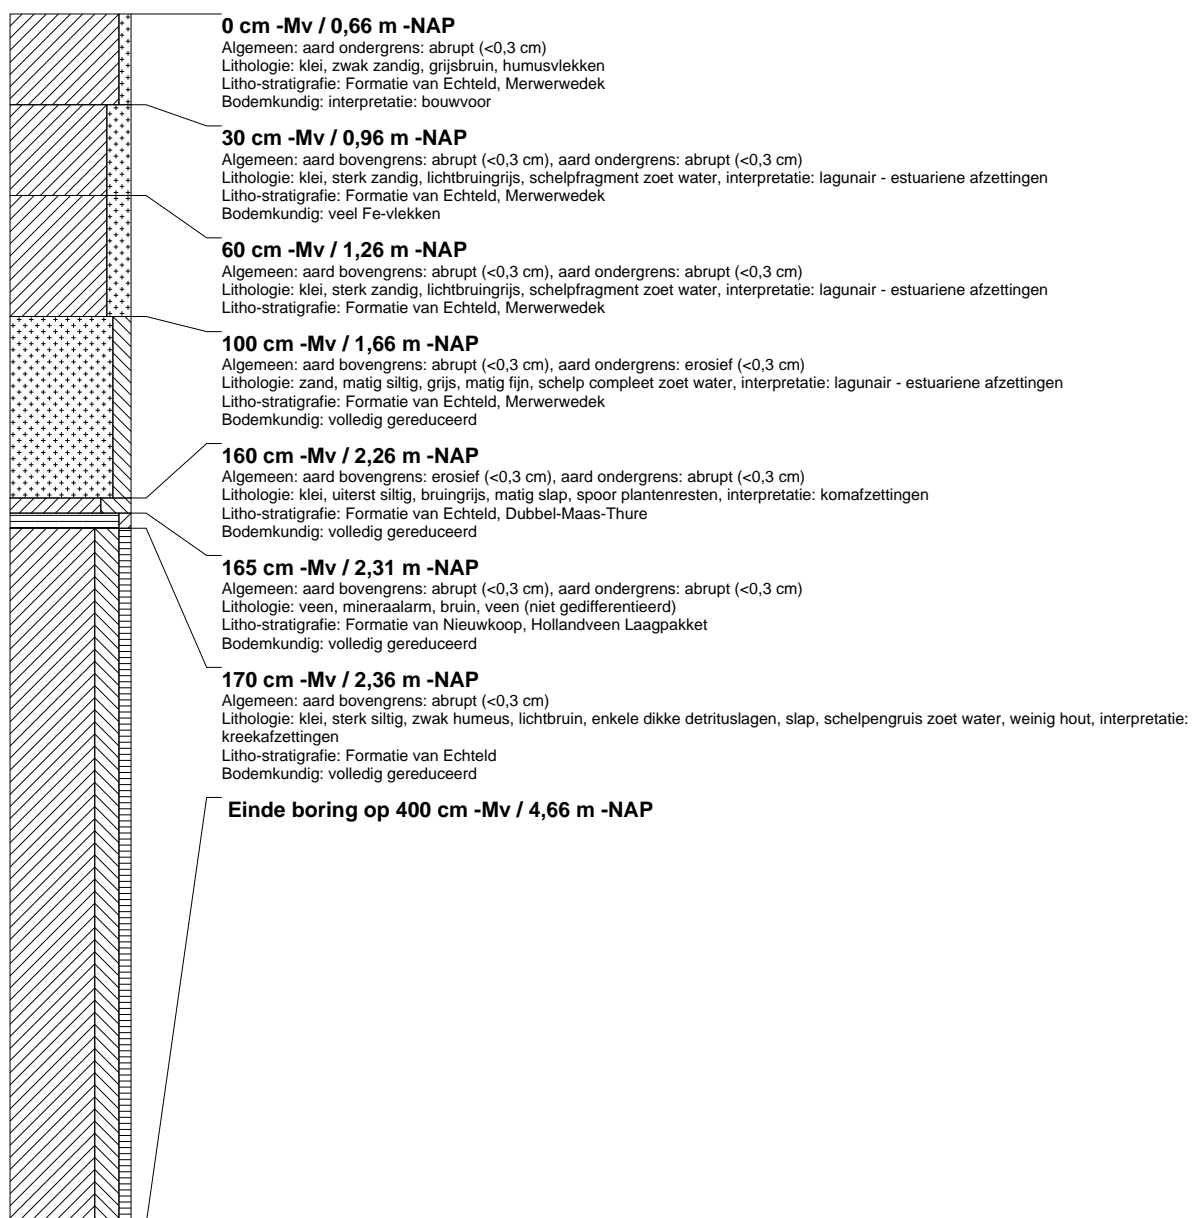 0 cm -Mv / 0,66 m -NAP
Algemeen: aard ondergrens: abrupt (<0,3 cm)
Lithologie: klei, zwak zandig, grijsbruin, humusvlekken
Litho-stratigrafie: Formatie van Echteld, Merwerwedek
Bodemkundig: interpretatie: bouwvoor
30 cm -Mv / 0,96 m -NAP
Algemeen: aard bovengrens: abrupt (<0,3 cm), aard ondergrens: abrupt (<0,3 cm)
Lithologie: klei, sterk zandig, lichtbruingrijs, schelpfragment zoet water, interpretatie: lagunair - estuariene afzettingen
Litho-stratigrafie: Formatie van Echteld, Merwerwedek
Bodemkundig: veel Fe-vlekken
60 cm -Mv / 1,26 m -NAP
Algemeen: aard bovengrens: abrupt (<0,3 cm), aard ondergrens: abrupt (<0,3 cm)
Lithologie: klei, sterk zandig, lichtbruingrijs, schelpfragment zoet water, interpretatie: lagunair - estuariene afzettingen
Litho-stratigrafie: Formatie van Echteld, Merwerwedek
100 cm -Mv / 1,66 m -NAP
Algemeen: aard bovengrens: abrupt (<0,3 cm), aard ondergrens: erosief (<0,3 cm)
Lithologie: zand, matig siltig, grijs, matig fijn, schelp compleet zoet water, interpretatie: lagunair - estuariene afzettingen
Litho-stratigrafie: Formatie van Echteld, Merwerwedek
Bodemkundig: volledig gereduceerd
160 cm -Mv / 2,26 m -NAP
Algemeen: aard bovengrens: erosief (<0,3 cm), aard ondergrens: abrupt (<0,3 cm)
Lithologie: klei, uiterst siltig, bruingrijs, matig slap, spoor plantenresten, interpretatie: komafzettingen
Litho-stratigrafie: Formatie van Echteld, Dubbel-Maas-Thure
Bodemkundig: volledig gereduceerd
165 cm -Mv / 2,31 m -NAP
Algemeen: aard bovengrens: abrupt (<0,3 cm), aard ondergrens: abrupt (<0,3 cm)
Lithologie: veen, mineraalarm, bruin, veen (niet gedifferentieerd)
Litho-stratigrafie: Formatie van Nieuwkoop, Hollandveen Laagpakket
Bodemkundig: volledig gereduceerd
170 cm -Mv / 2,36 m -NAP
Algemeen: aard bovengrens: abrupt (<0,3 cm)
Lithologie: klei, sterk siltig, zwak humeus, lichtbruin, enkele dikke detrituslagen, slap, schelpengruis zoet water, weinig hout, interpretatie:
kreekafzettingen
Litho-stratigrafie: Formatie van Echteld
Bodemkundig: volledig gereduceerd
Einde boring op 400 cm -Mv / 4,66 m -NAP